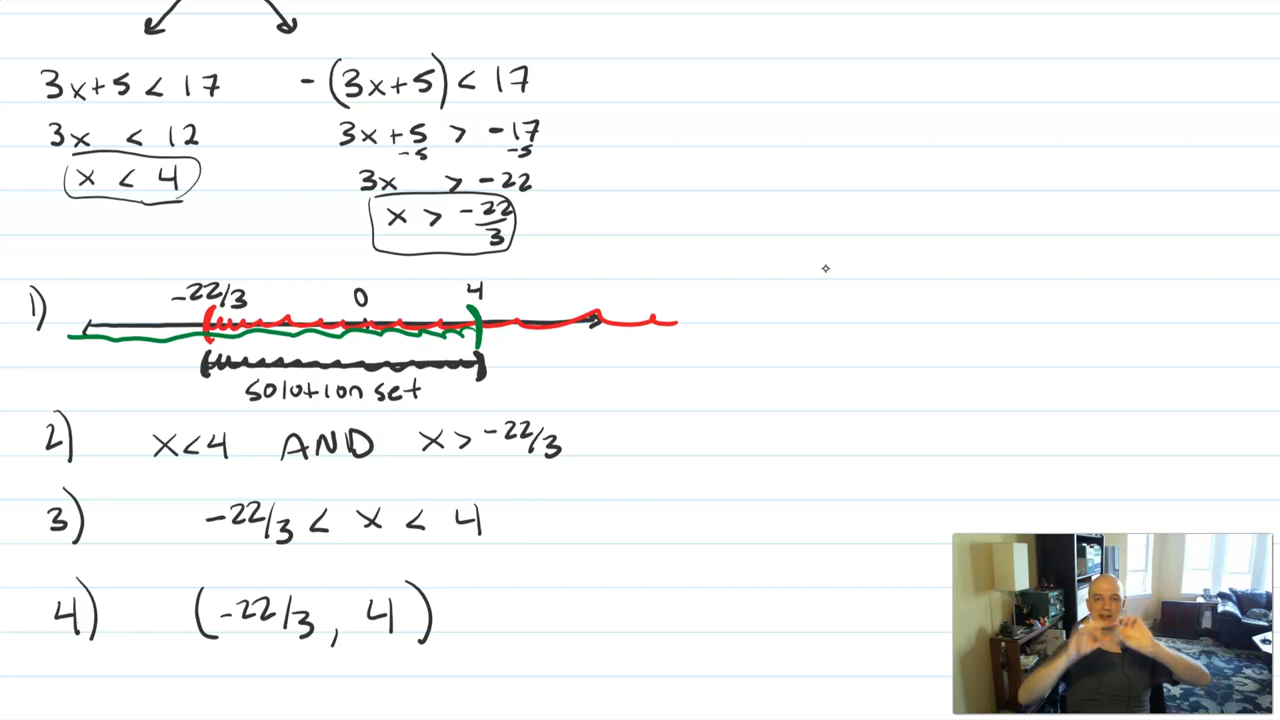 3x+5 < 17
3x < 12
x < 4
-(3x+5) < 17
3x+5 > -17
-5 -5
3x > -22
x > -22/3
1) -22/3 0 4
solution set
2) x<4 AND x>-22/3
3) -22/3 < x < 4
4) (-22/3, 4)